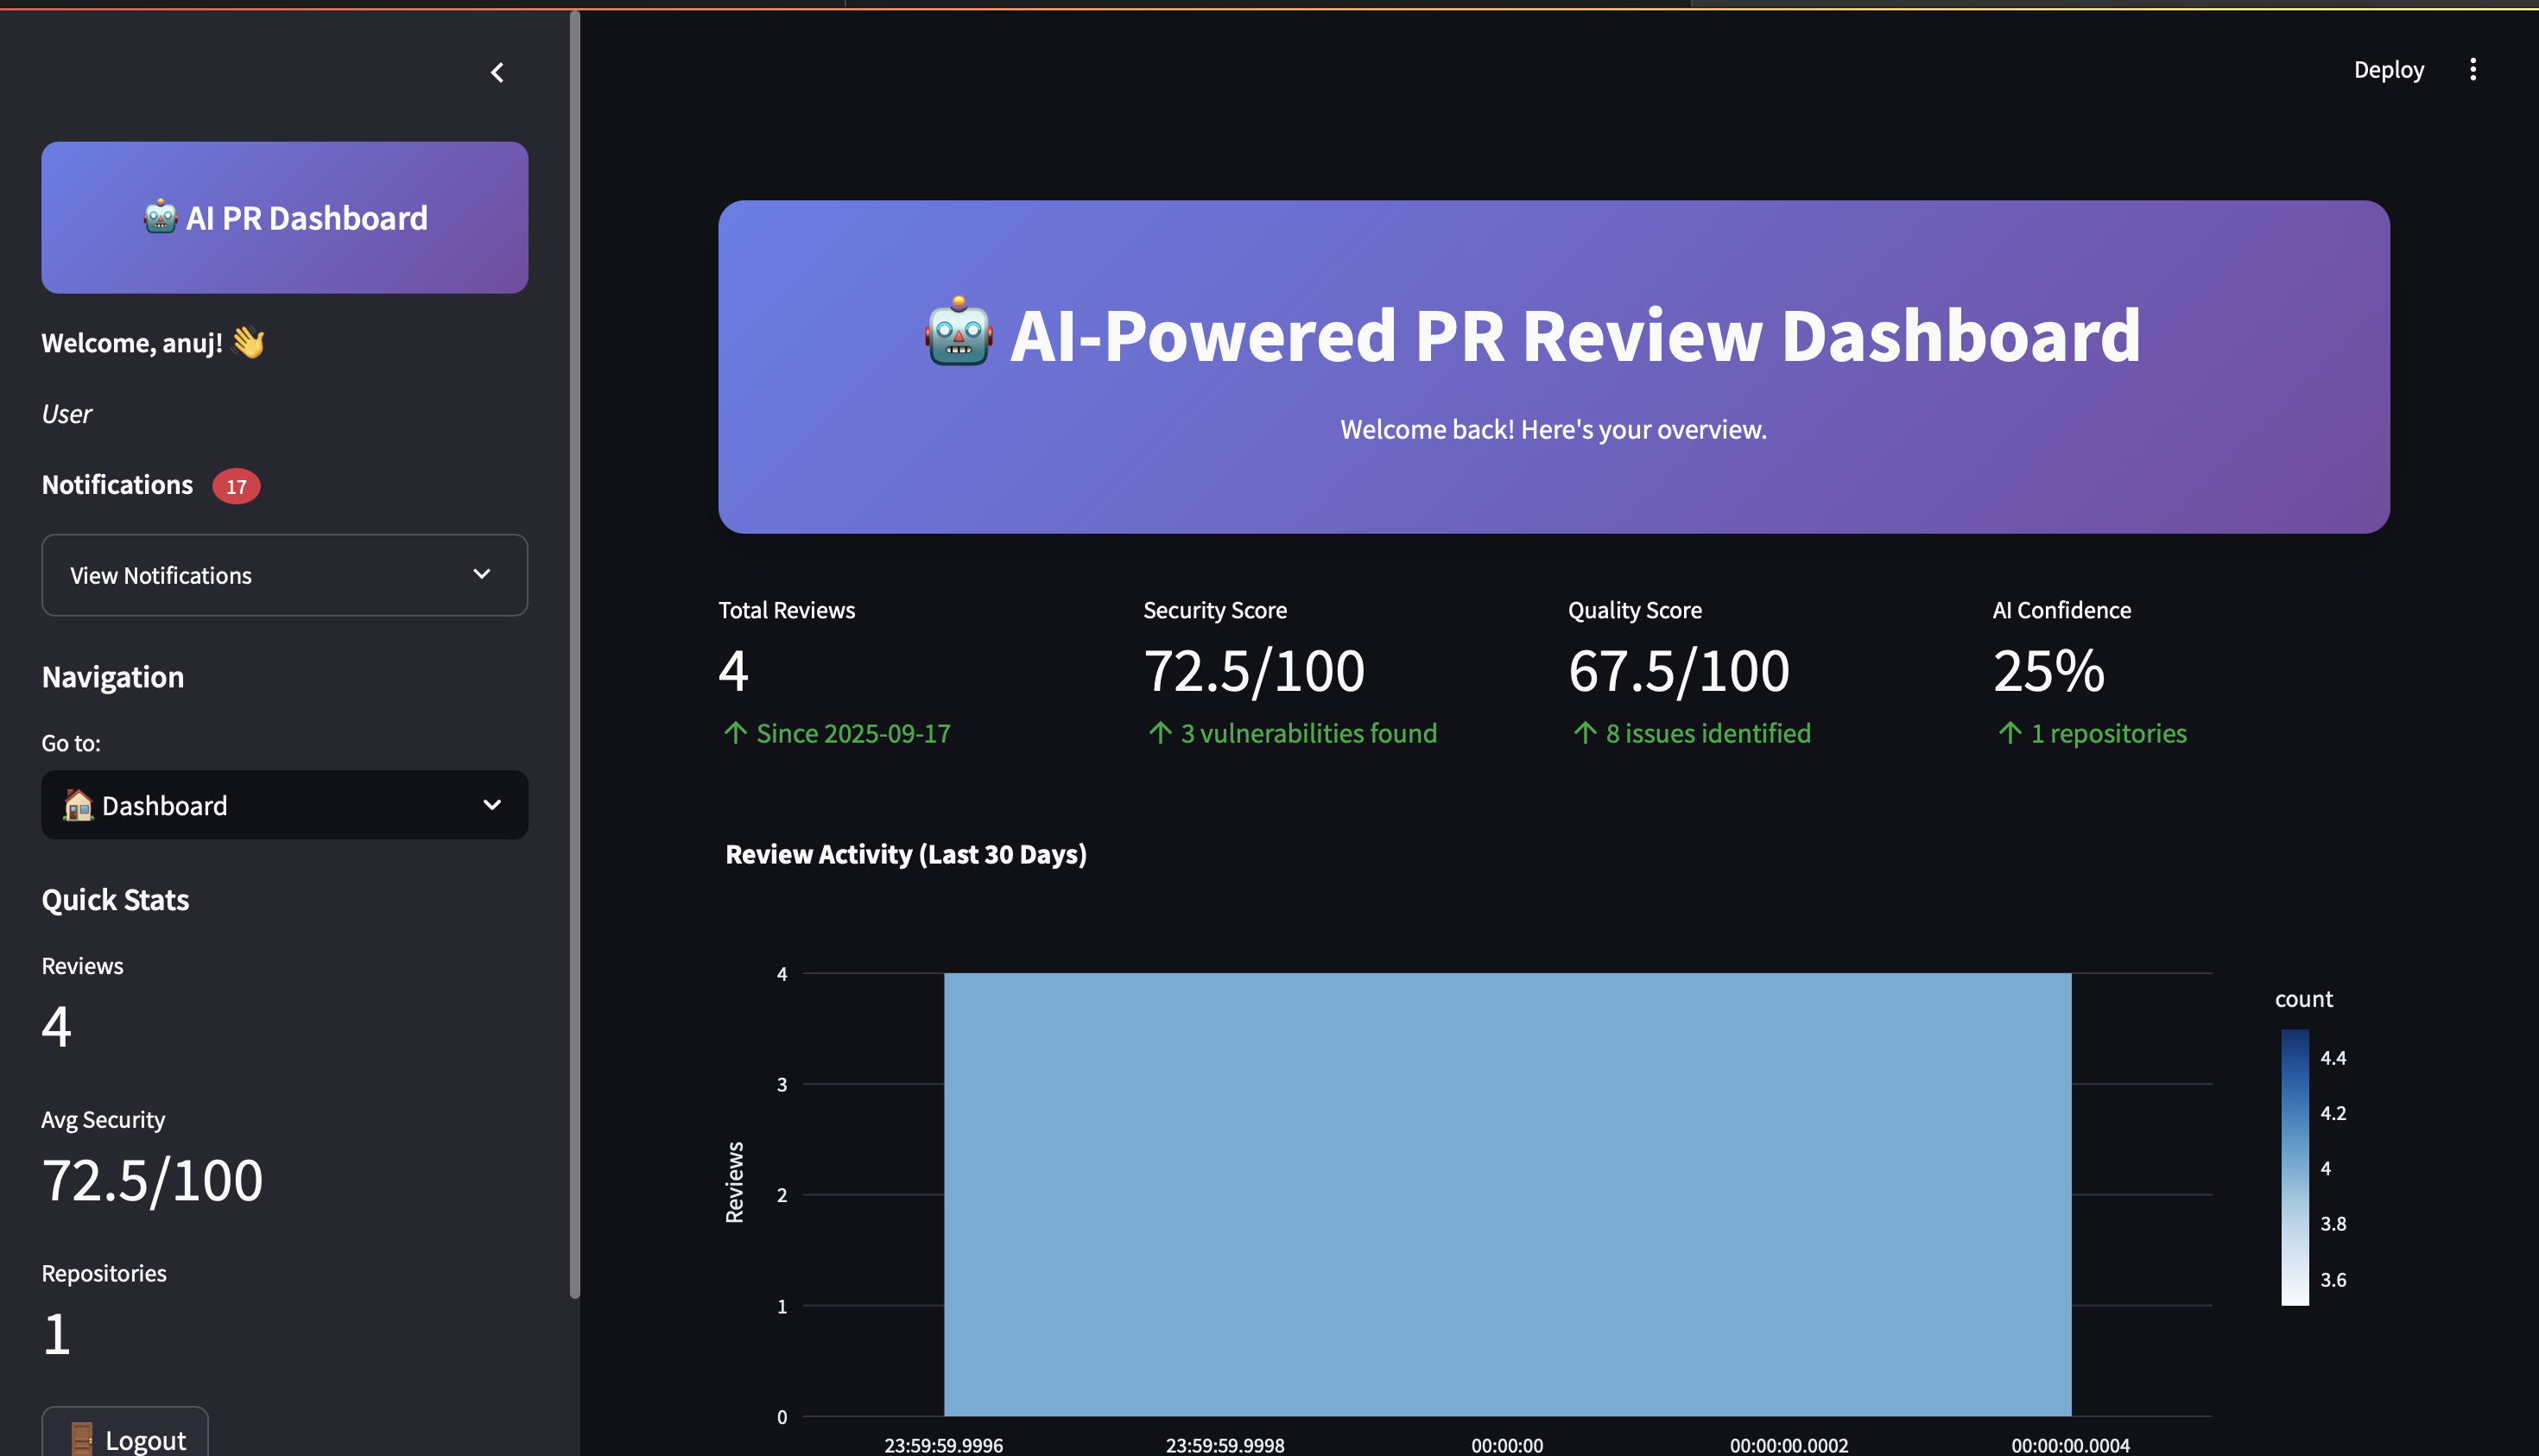 AI PR Dashboard
Welcome, anuj!
User
Notifications 17
View Notifications
Navigation
Go to:
Dashboard
Quick Stats
Reviews
4
Avg Security
72.5/100
Repositories
1
Logout
Deploy
AI-Powered PR Review Dashboard
Welcome back! Here's your overview.
Total Reviews
4
↑ Since 2025-09-17
Security Score
72.5/100
↑ 3 vulnerabilities found
Quality Score
67.5/100
↑ 8 issues identified
AI Confidence
25%
↑ 1 repositories
Review Activity (Last 30 Days)
Reviews
4
3
2
1
0
23:59:59.9996
23:59:59.9998
00:00:00
00:00:00.0002
00:00:00.0004
count
4.4
4.2
4
3.8
3.6